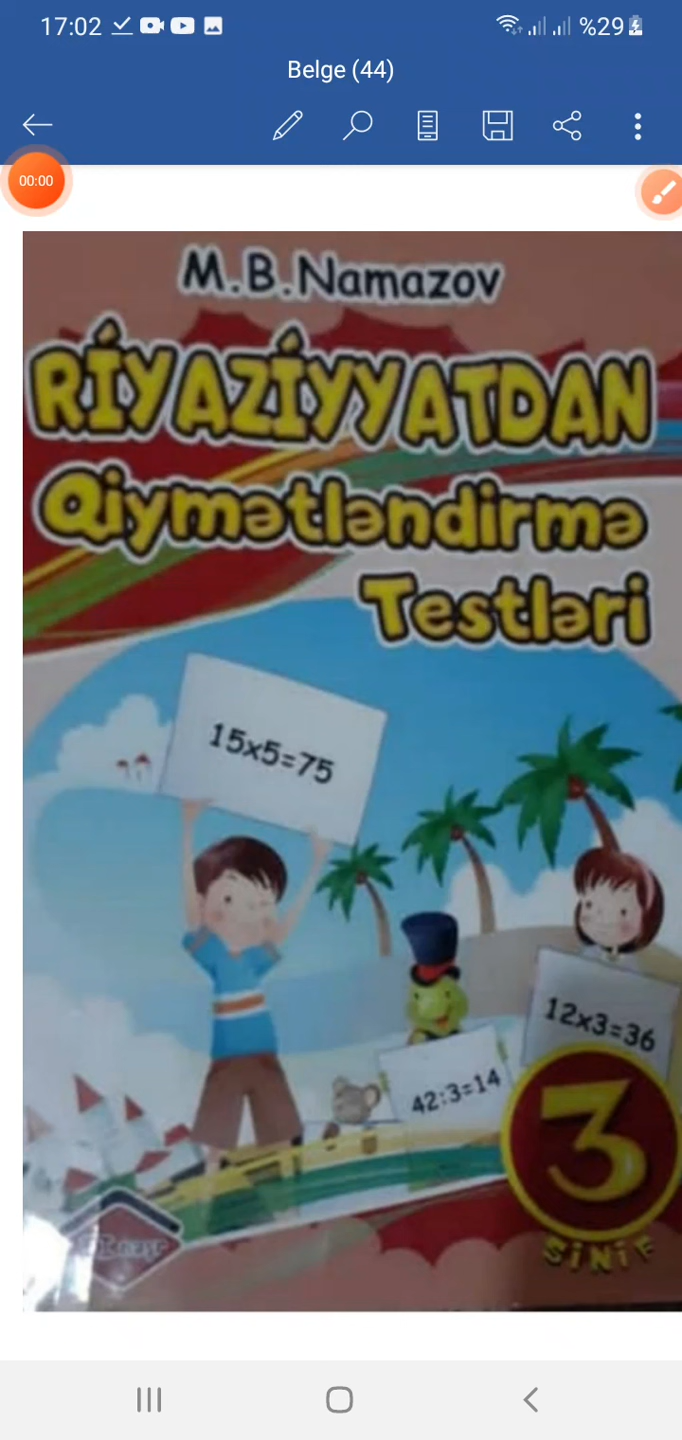 17:02 %29
Belge (44)
00:00
M.B.Namazov
RİYAZİYYATDAN
Qiymətləndirmə
Testləri
15x5=75
12x3=36
42:3=14
3
SİNİF